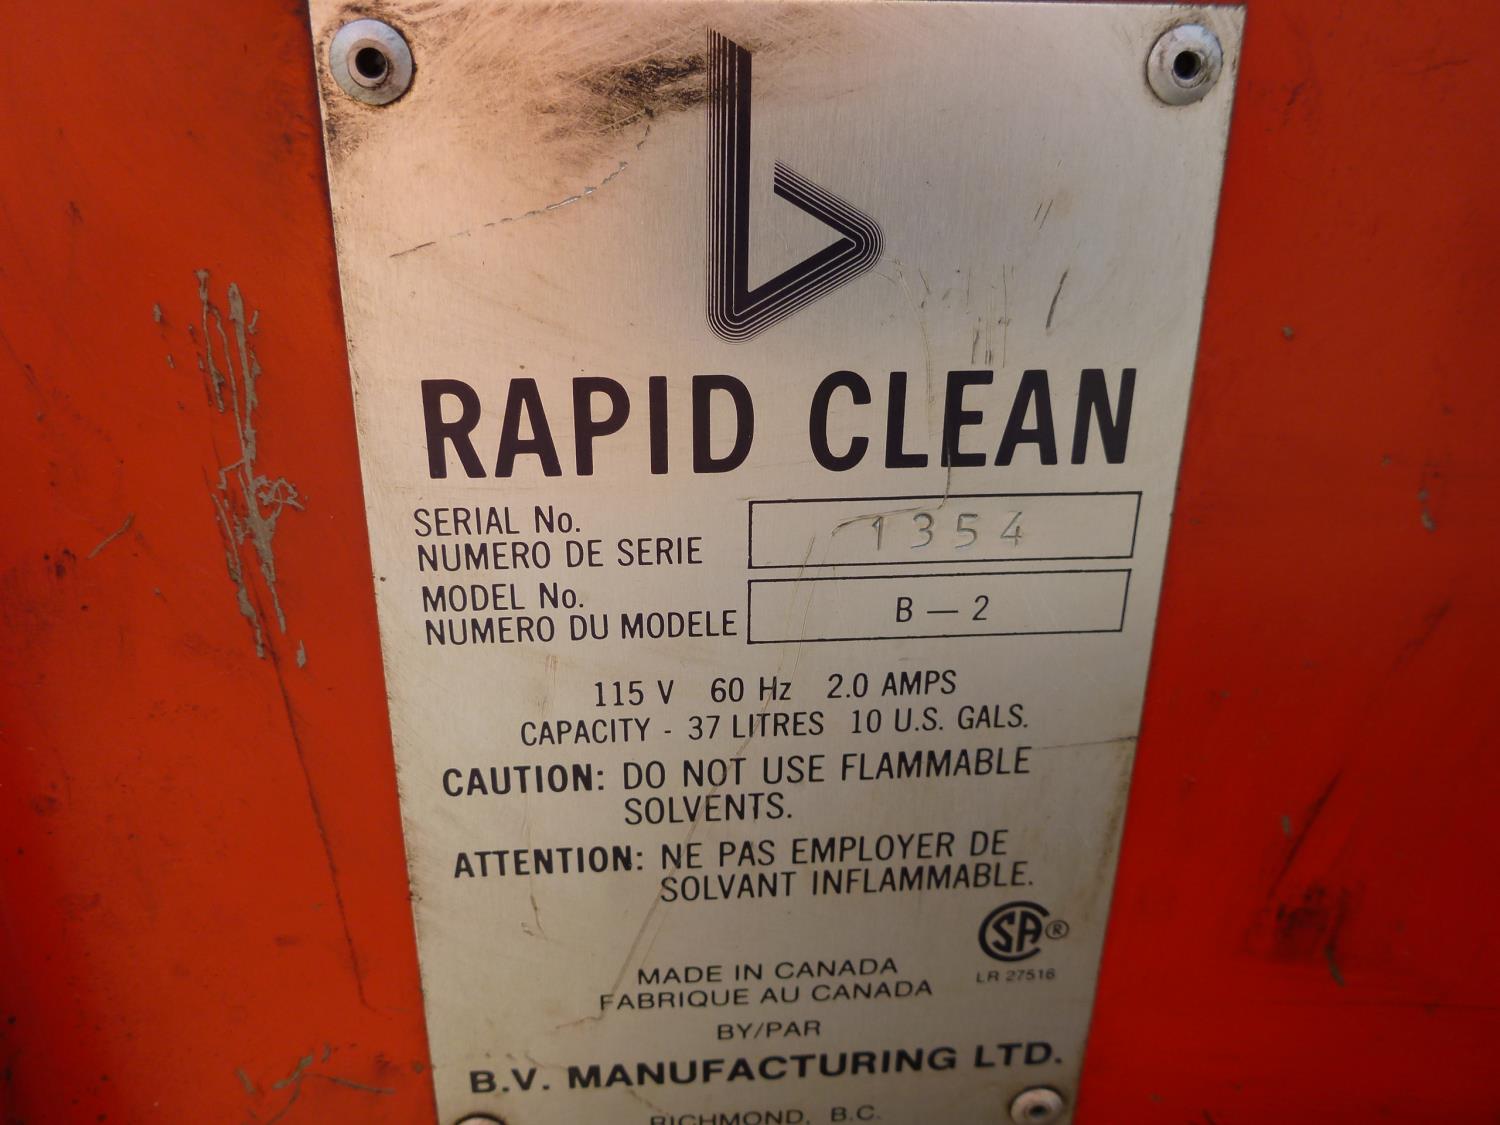 b
RAPID CLEAN
SERIAL No.
NUMERO DE SERIE
1354
MODEL No.
NUMERO DU MODELE
B — 2
115 V 60 Hz 2.0 AMPS
CAPACITY - 37 LITRES 10 U.S. GALS.
CAUTION: DO NOT USE FLAMMABLE
SOLVENTS.
ATTENTION: NE PAS EMPLOYER DE
SOLVANT INFLAMMABLE.
SA ®
LR 27516
MADE IN CANADA
FABRIQUE AU CANADA
BY/PAR
B.V. MANUFACTURING LTD.
RICHMOND, B.C.